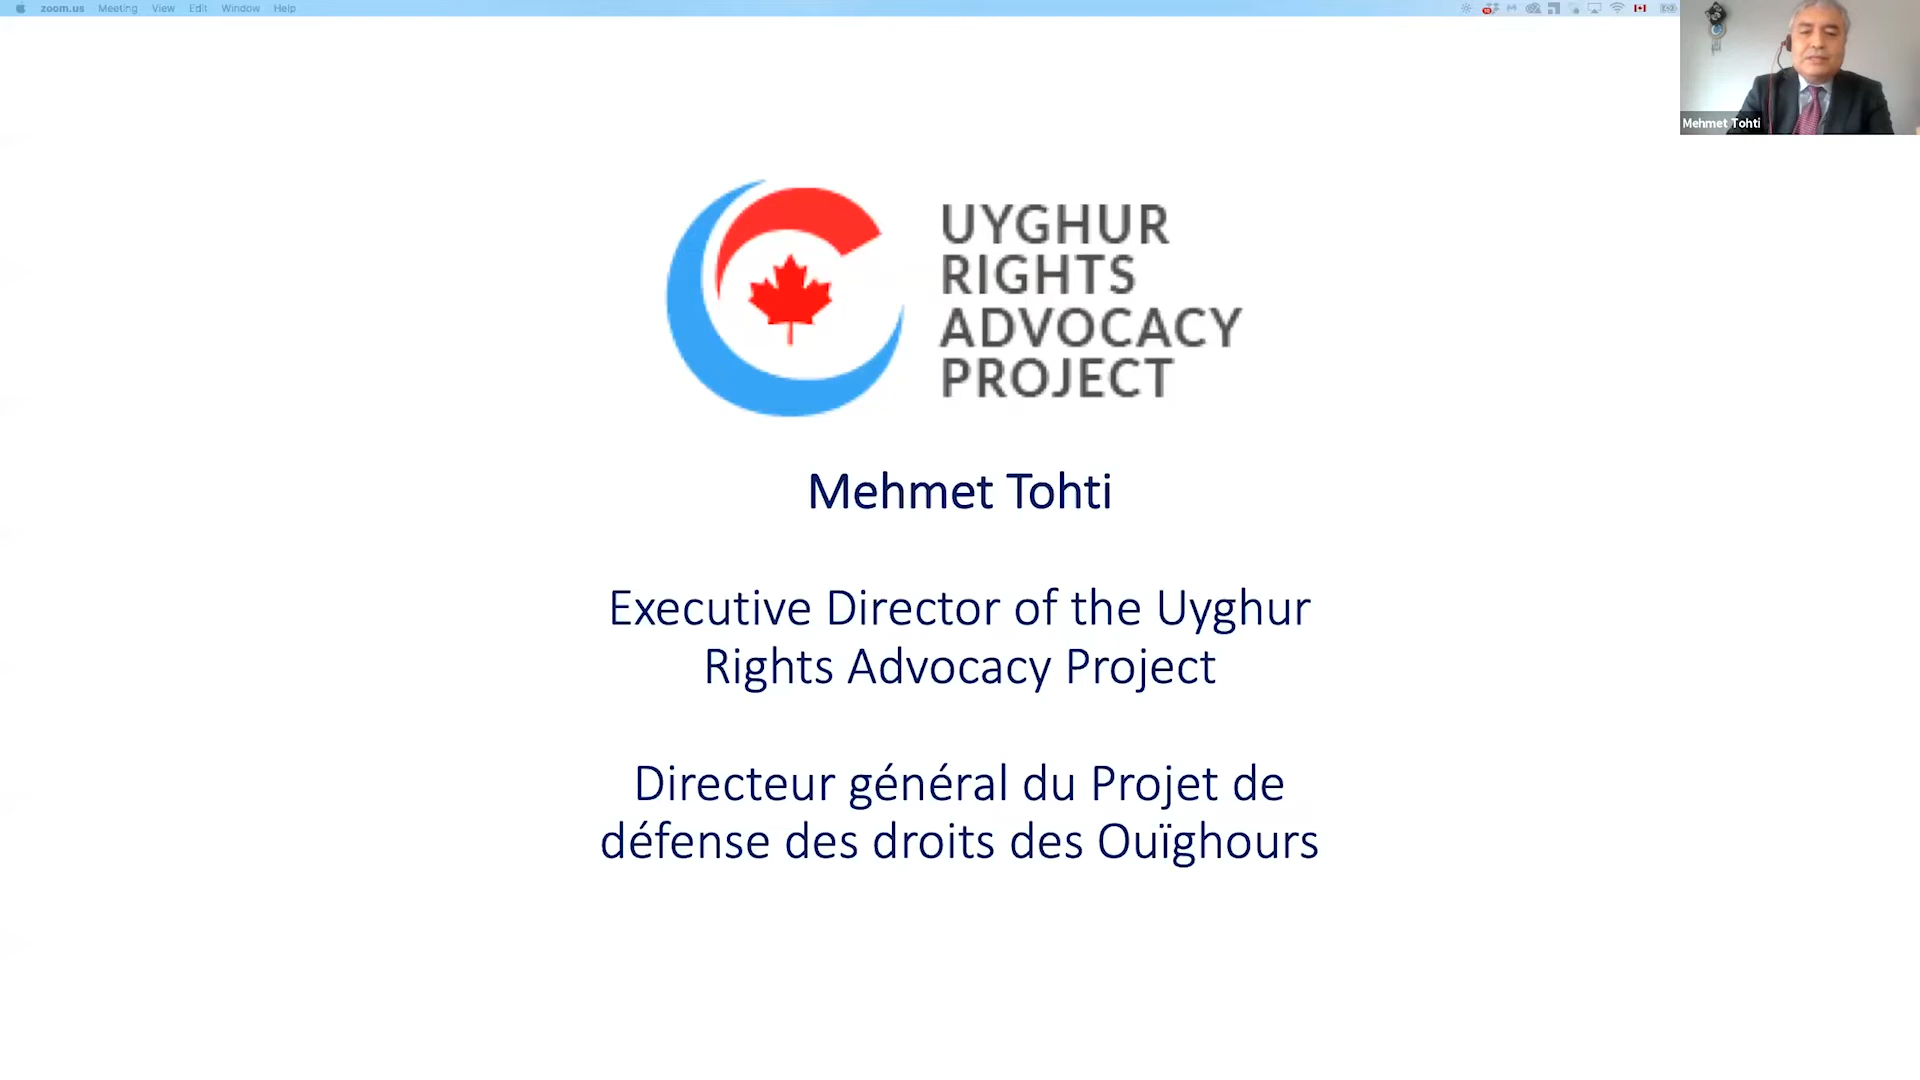 zoom.us Meeting View Edit Window Help
Mehmet Tohti
UYGHUR
RIGHTS
ADVOCACY
PROJECT
Mehmet Tohti
Executive Director of the Uyghur
Rights Advocacy Project
Directeur général du Projet de
défense des droits des Ouïghours